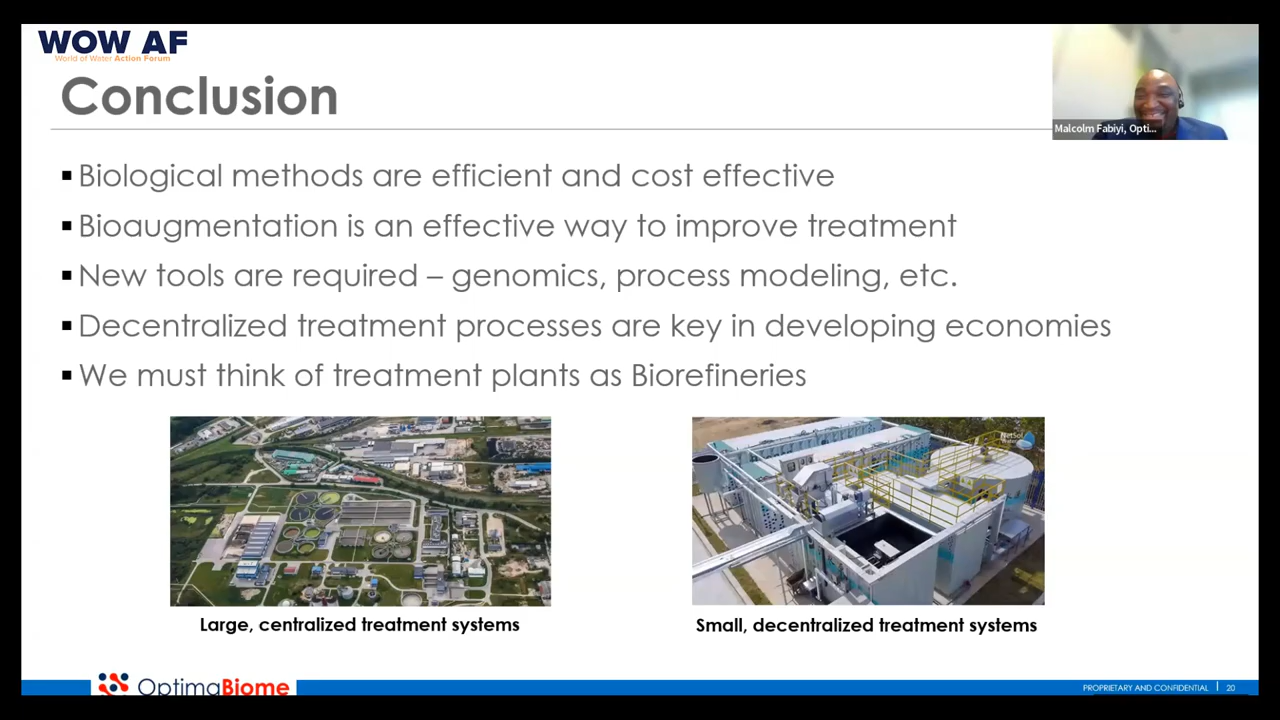 WOW AF
World of Water Action Forum
Conclusion
Malcolm Fabiyi, Opti...
▪ Biological methods are efficient and cost effective
▪ Bioaugmentation is an effective way to improve treatment
▪ New tools are required – genomics, process modeling, etc.
▪ Decentralized treatment processes are key in developing economies
▪ We must think of treatment plants as Biorefineries
NetSol
Water
Large, centralized treatment systems
Small, decentralized treatment systems
OptimaBiome
PROPRIETARY AND CONFIDENTIAL | 20